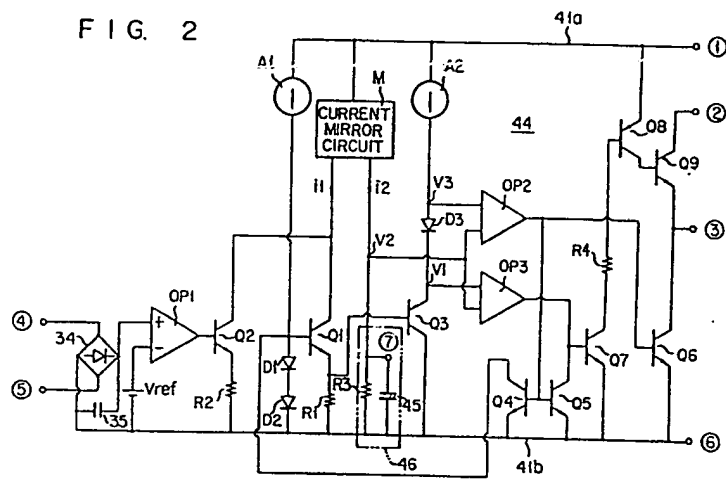 FIG. 2
41a
①
A1
M
CURRENT
MIRROR
CIRCUIT
A2
44
Q8
②
Q9
i1
i2
V3
OP2
D3
③
V2
R4
V1
OP3
OP1
④
34
+
-
Q2
Q1
Q3
⑦
Q7
Q6
⑤
Vref
D1
R3
45
Q4
Q5
35
R2
D2
R1
⑥
46
41b